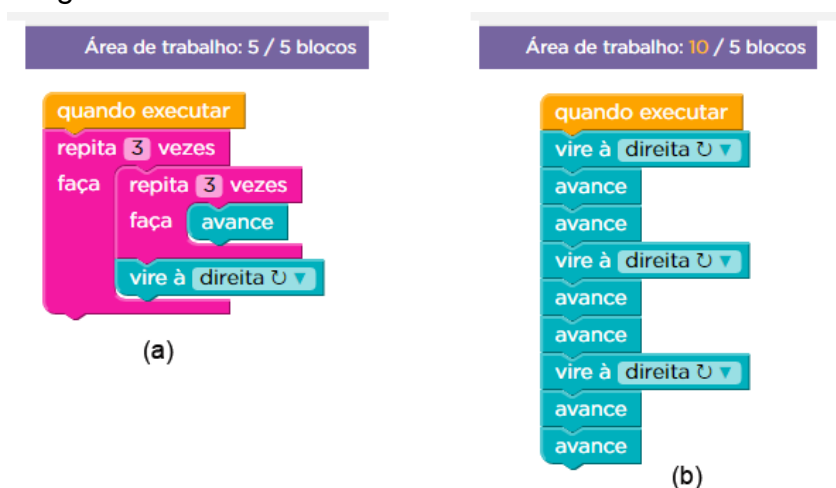 Área de trabalho: 5 / 5 blocos
quando executar
repita 3 vezes
faça repita 3 vezes
faça avance
vire à direita ↻ ▼
(a)
Área de trabalho: 10 / 5 blocos
quando executar
vire à direita ↻ ▼
avance
avance
vire à direita ↻ ▼
avance
avance
vire à direita ↻ ▼
avance
avance
(b)